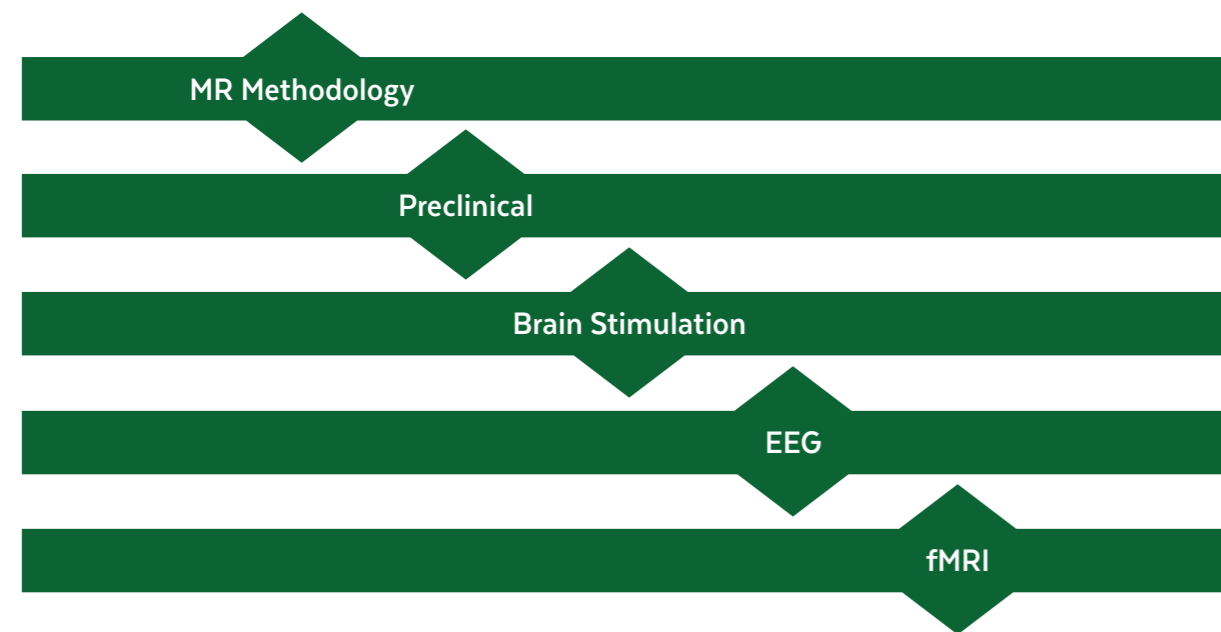 MR Methodology
Preclinical
Brain Stimulation
EEG
fMRI